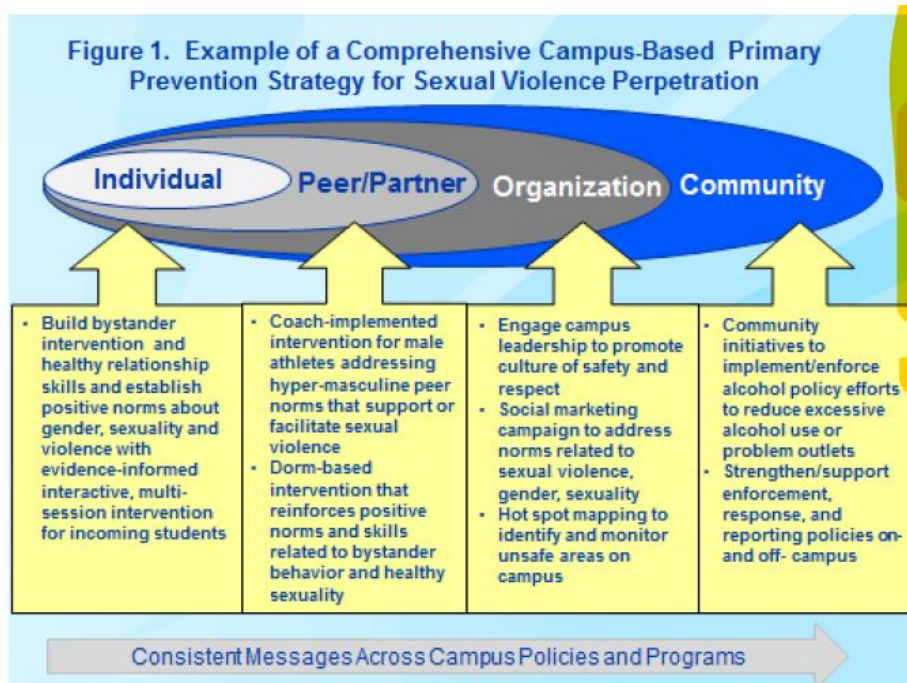 Figure 1. Example of a Comprehensive Campus-Based Primary
Prevention Strategy for Sexual Violence Perpetration
Individual
Peer/Partner
Organization
Community
• Build bystander
intervention and
healthy relationship
skills and establish
positive norms about
gender, sexuality and
violence with
evidence-informed
interactive, multi-
session intervention
for incoming students
• Coach-implemented
intervention for male
athletes addressing
hyper-masculine peer
norms that support or
facilitate sexual
violence
• Dorm-based
intervention that
reinforces positive
norms and skills
related to bystander
behavior and healthy
sexuality
• Engage campus
leadership to promote
culture of safety and
respect
• Social marketing
campaign to address
norms related to
sexual violence,
gender, sexuality
• Hot spot mapping to
identify and monitor
unsafe areas on
campus
• Community
initiatives to
implement/enforce
alcohol policy efforts
to reduce excessive
alcohol use or
problem outlets
• Strengthen/support
enforcement,
response, and
reporting policies on-
and off- campus
Consistent Messages Across Campus Policies and Programs